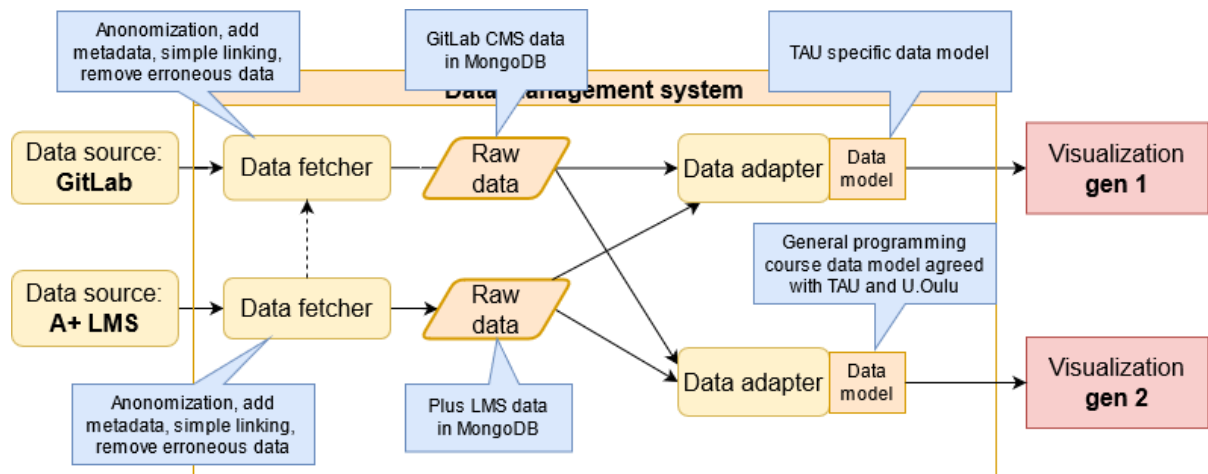 Anonomization, add
metadata, simple linking,
remove erroneous data
GitLab CMS data
in MongoDB
TAU specific data model
Data management system
Data source:
GitLab
Data fetcher
Raw
data
Data adapter
Data
model
Visualization
gen 1
General programming
course data model agreed
with TAU and U.Oulu
Data source:
A+ LMS
Data fetcher
Raw
data
Data adapter
Data
model
Visualization
gen 2
Anonomization, add
metadata, simple linking,
remove erroneous data
Plus LMS data
in MongoDB